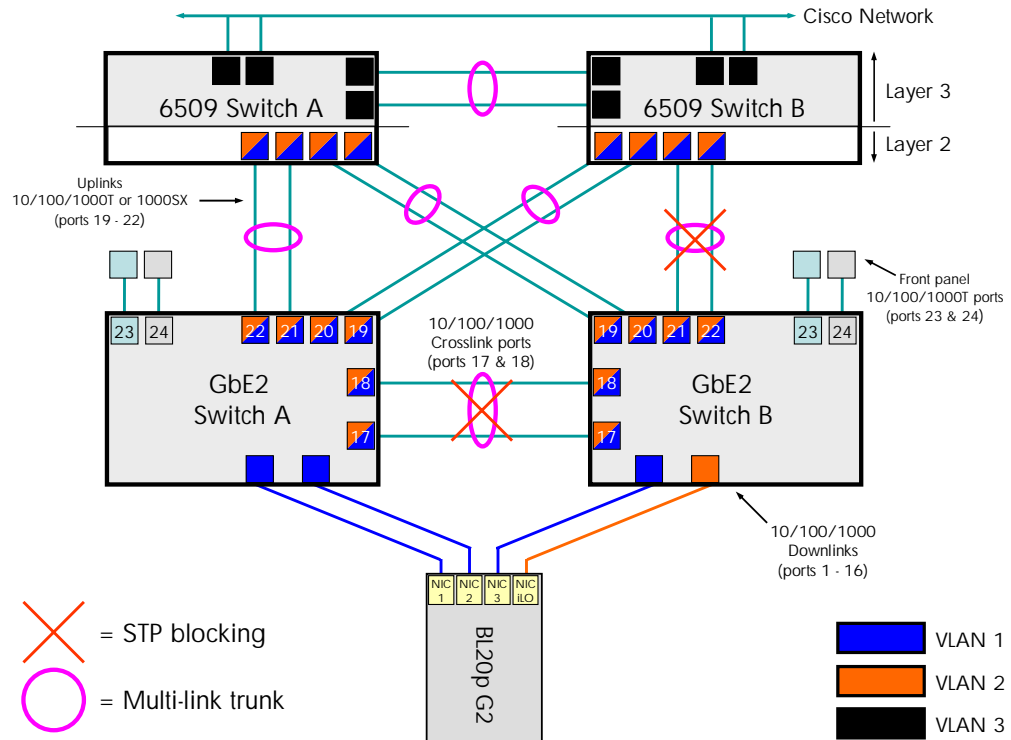 Cisco Network
6509 Switch A
6509 Switch B
Layer 3
Layer 2
Uplinks
10/100/1000T or 1000SX
(ports 19 - 22)
Front panel
10/100/1000T ports
(ports 23 & 24)
23
24
22
21
20
19
10/100/1000
Crosslink ports
(ports 17 & 18)
19
20
21
22
23
24
GbE2
Switch A
18
17
18
17
GbE2
Switch B
10/100/1000
Downlinks
(ports 1 - 16)
NIC
1
NIC
2
NIC
3
NIC
iLO
BL20p G2
= STP blocking
= Multi-link trunk
VLAN 1
VLAN 2
VLAN 3